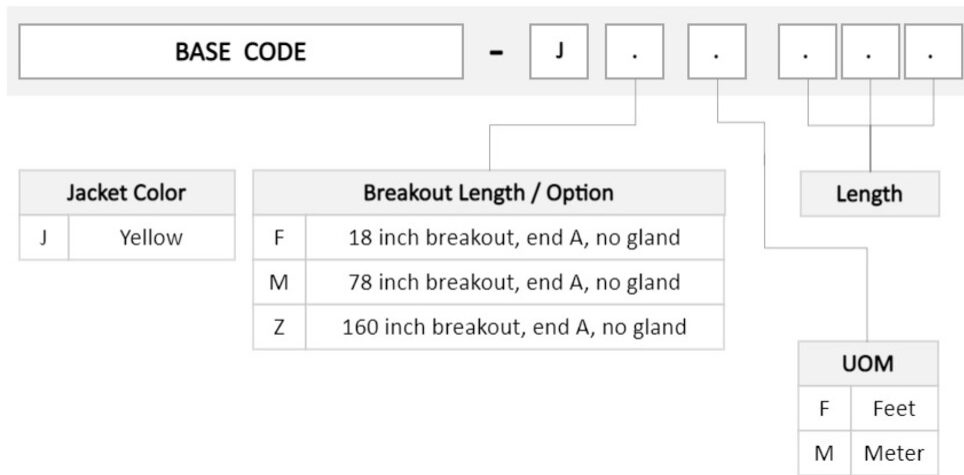 BASE CODE - J . . . . .
Jacket Color
J Yellow
Breakout Length / Option
F 18 inch breakout, end A, no gland
M 78 inch breakout, end A, no gland
Z 160 inch breakout, end A, no gland
Length
UOM
F Feet
M Meter